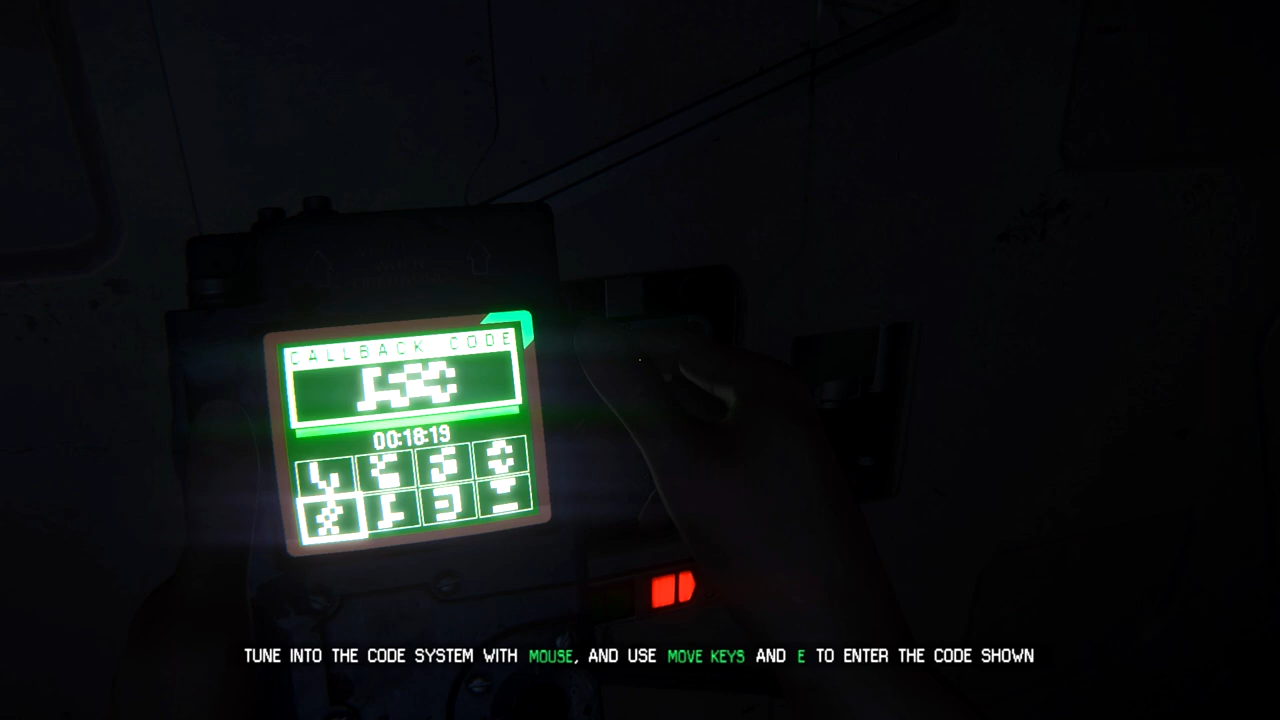 CALLBACK CODE
00:18:19
TUNE INTO THE CODE SYSTEM WITH MOUSE, AND USE MOVE KEYS AND E TO ENTER THE CODE SHOWN